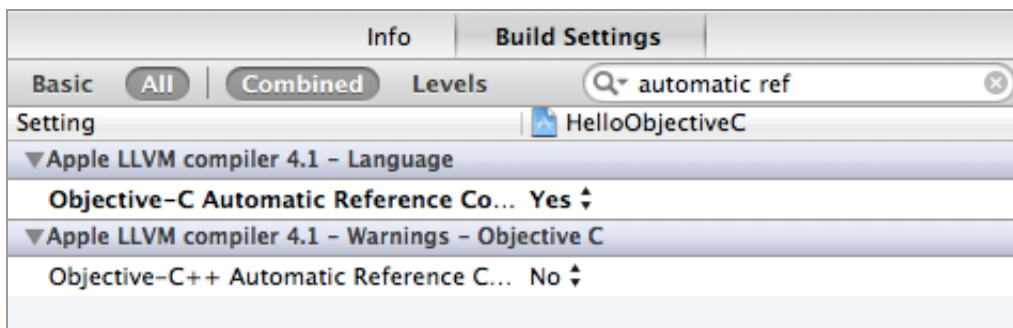 Info Build Settings
Basic All Combined Levels automatic ref
Setting HelloObjectiveC
Apple LLVM compiler 4.1 - Language
Objective-C Automatic Reference Co... Yes
Apple LLVM compiler 4.1 - Warnings - Objective C
Objective-C++ Automatic Reference C... No